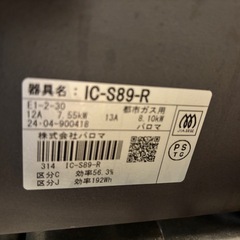 器具名: IC-S89-R
E1-2-30 都市ガス用
12A 7.55kW 13A 8.10kW
24-04-900418 パロマ
株式会社パロマ
314 IC-S89-R
区分C 効率56.3%
区分J 効率192Wh
PS
TG